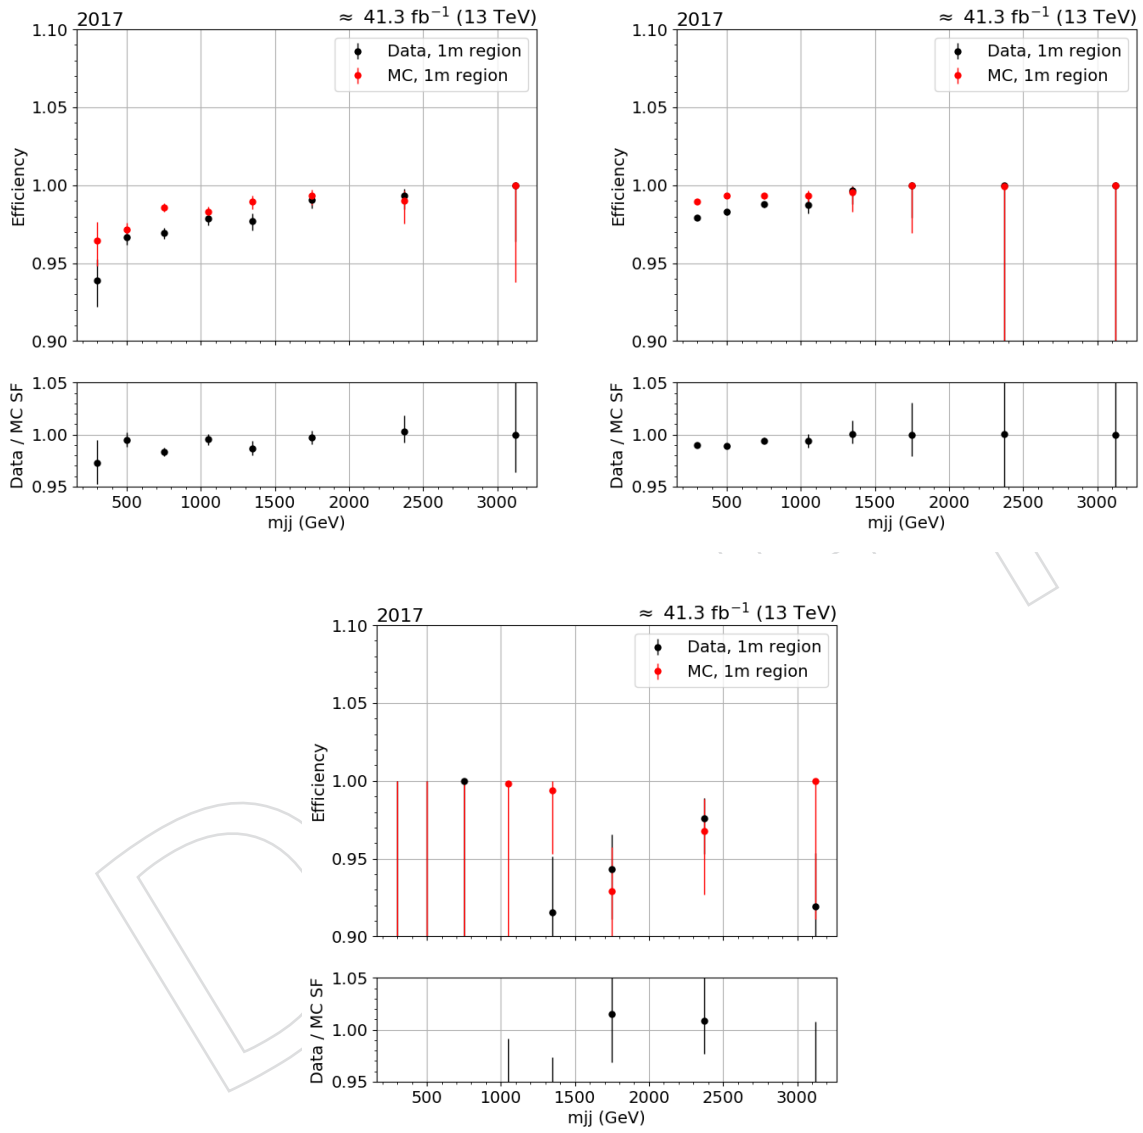 2017 ≈ 41.3 fb⁻¹ (13 TeV)
1.10
Data, 1m region
MC, 1m region
1.05
Efficiency
1.00
0.95
0.90
1.05
Data / MC SF
1.00
0.95
500 1000 1500 2000 2500 3000
mjj (GeV)
2017 ≈ 41.3 fb⁻¹ (13 TeV)
1.10
Data, 1m region
MC, 1m region
1.05
Efficiency
1.00
0.95
0.90
1.05
Data / MC SF
1.00
0.95
500 1000 1500 2000 2500 3000
mjj (GeV)
2017 ≈ 41.3 fb⁻¹ (13 TeV)
1.10
Data, 1m region
MC, 1m region
1.05
Efficiency
1.00
0.95
0.90
1.05
Data / MC SF
1.00
0.95
500 1000 1500 2000 2500 3000
mjj (GeV)